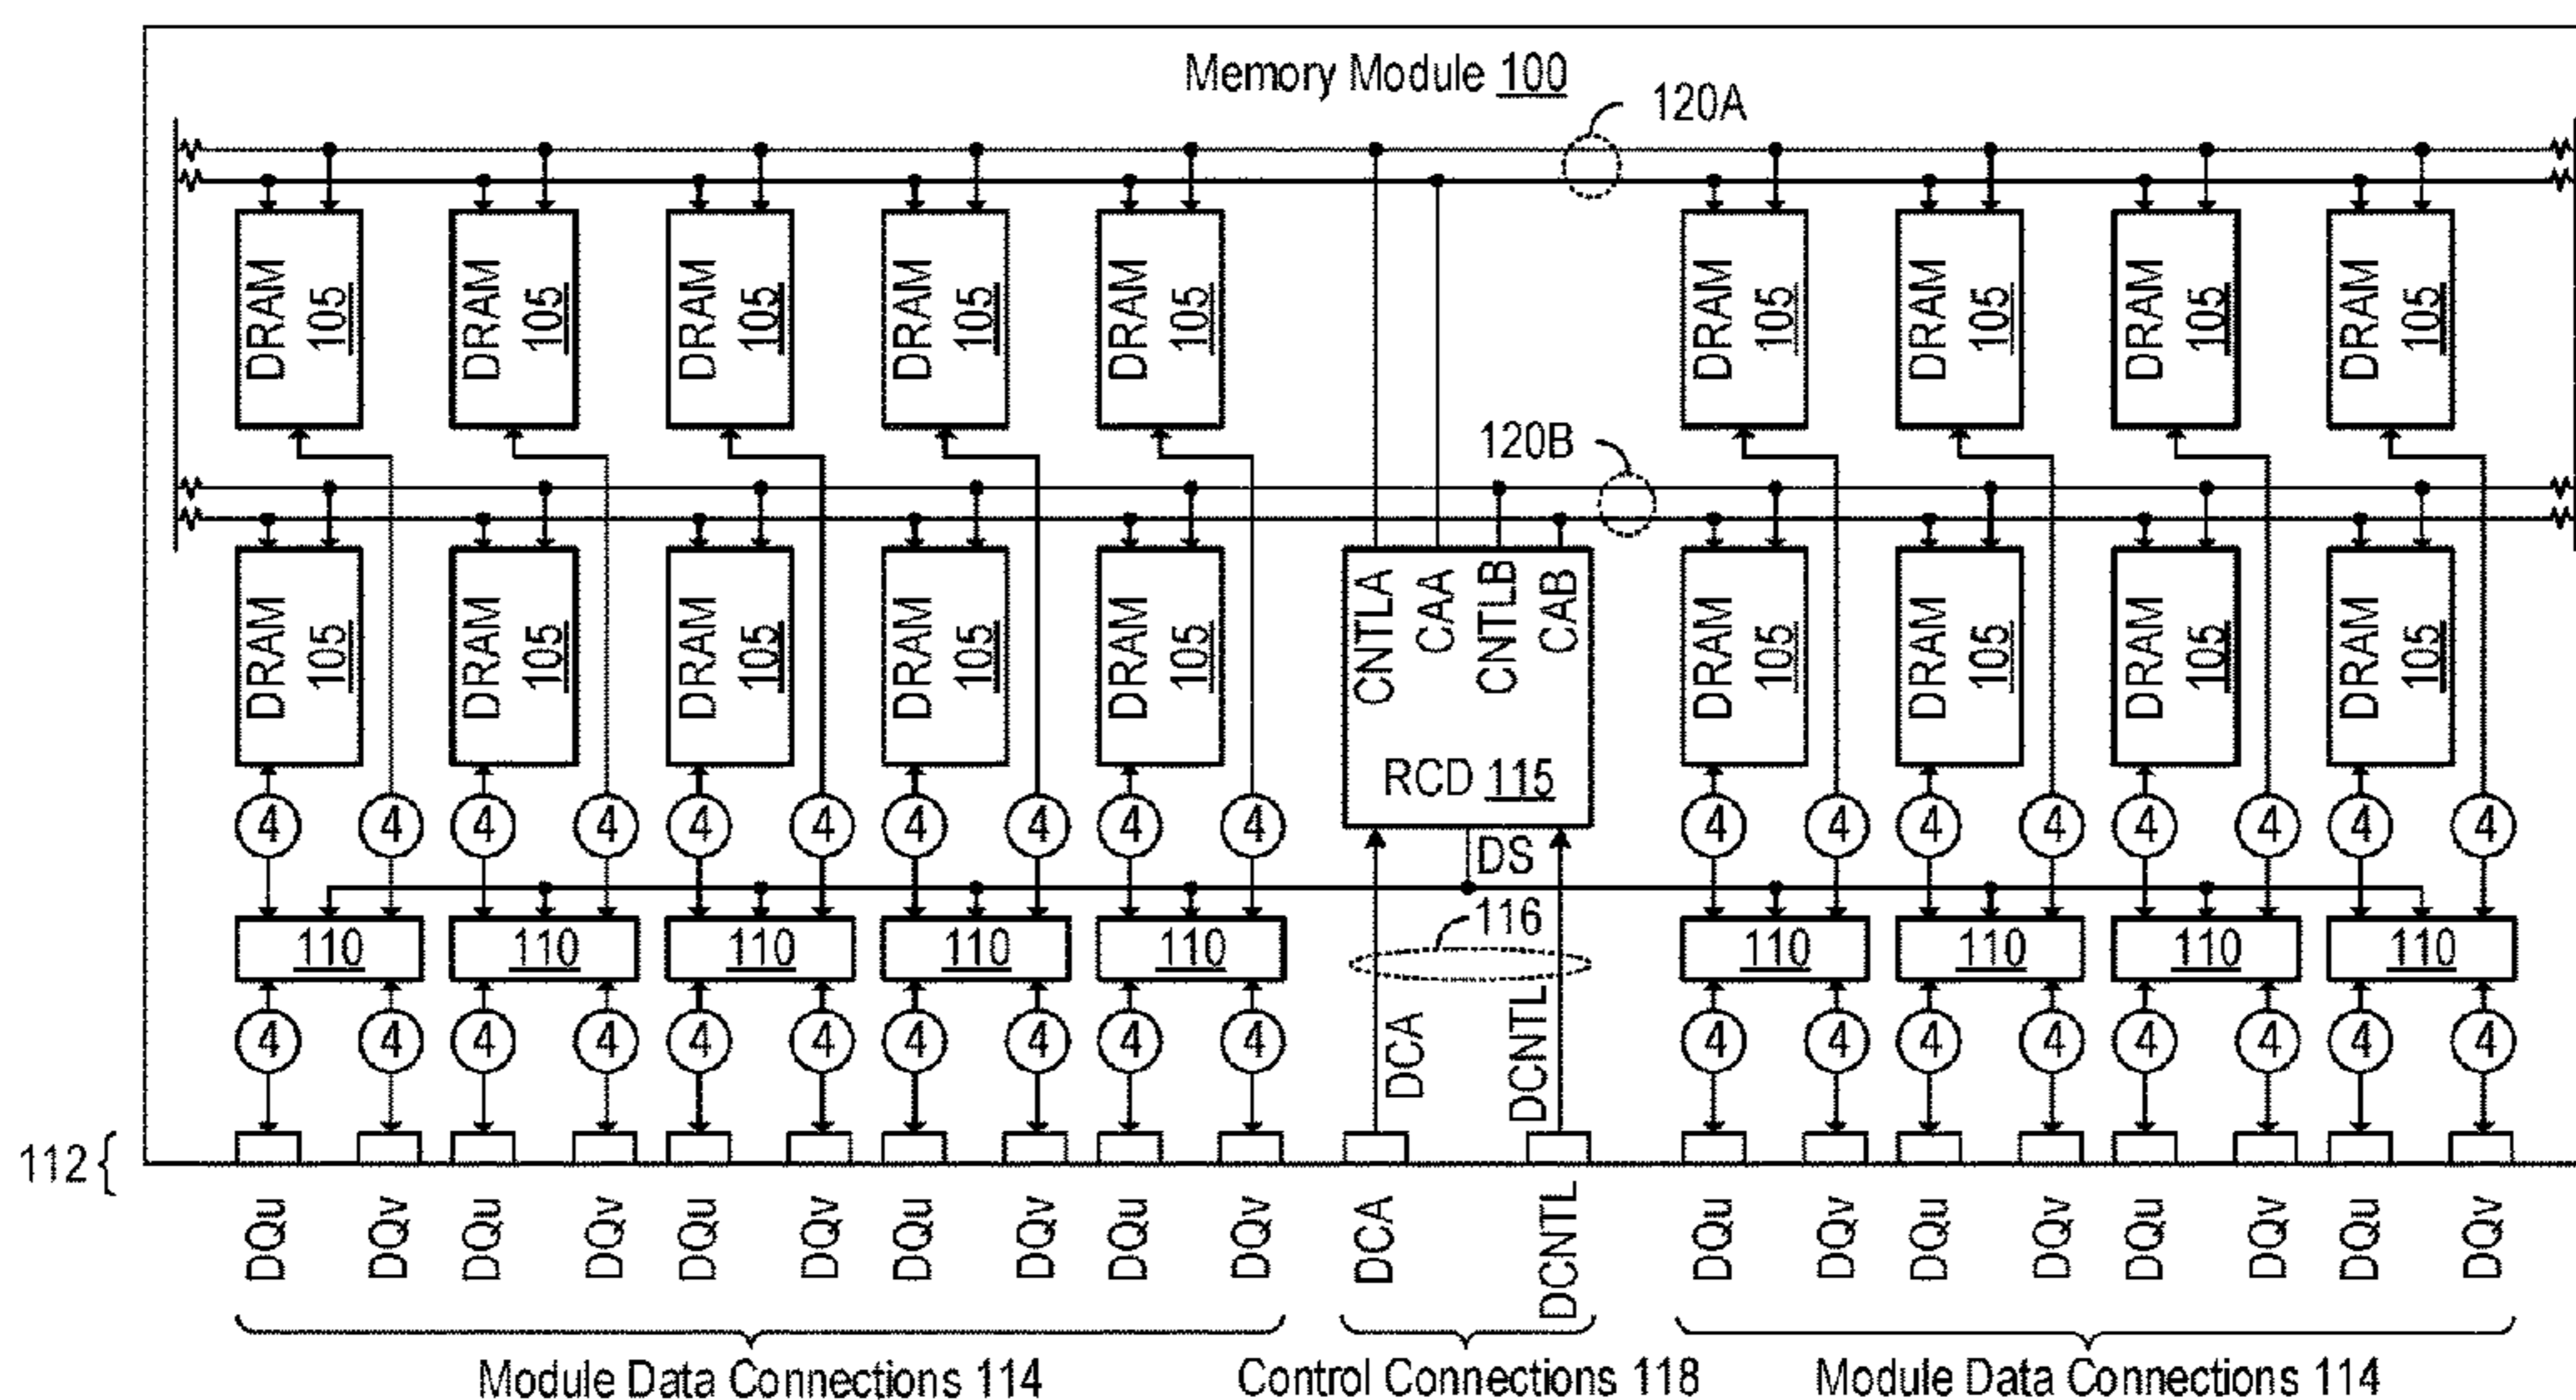 Memory Module 100
120A
DRAM 105 DRAM 105 DRAM 105 DRAM 105 DRAM 105 DRAM 105 DRAM 105 DRAM 105 DRAM 105
120B
DRAM 105 DRAM 105 DRAM 105 DRAM 105 DRAM 105 CNTLA CAA CNTLB CAB DRAM 105 DRAM 105 DRAM 105 DRAM 105
RCD 115
4 4 4 4 4 4 4 4 4 4 4 4 4 4 4 4 4 4
DS
116
110 110 110 110 110 110 110 110 110
4 4 4 4 4 4 4 4 4 4 DCA DCNTL 4 4 4 4 4 4 4 4
112 {
DQu DQv DQu DQv DQu DQv DQu DQv DQu DQv DCA DCNTL DQu DQv DQu DQv DQu DQv DQu DQv
Module Data Connections 114 Control Connections 118 Module Data Connections 114